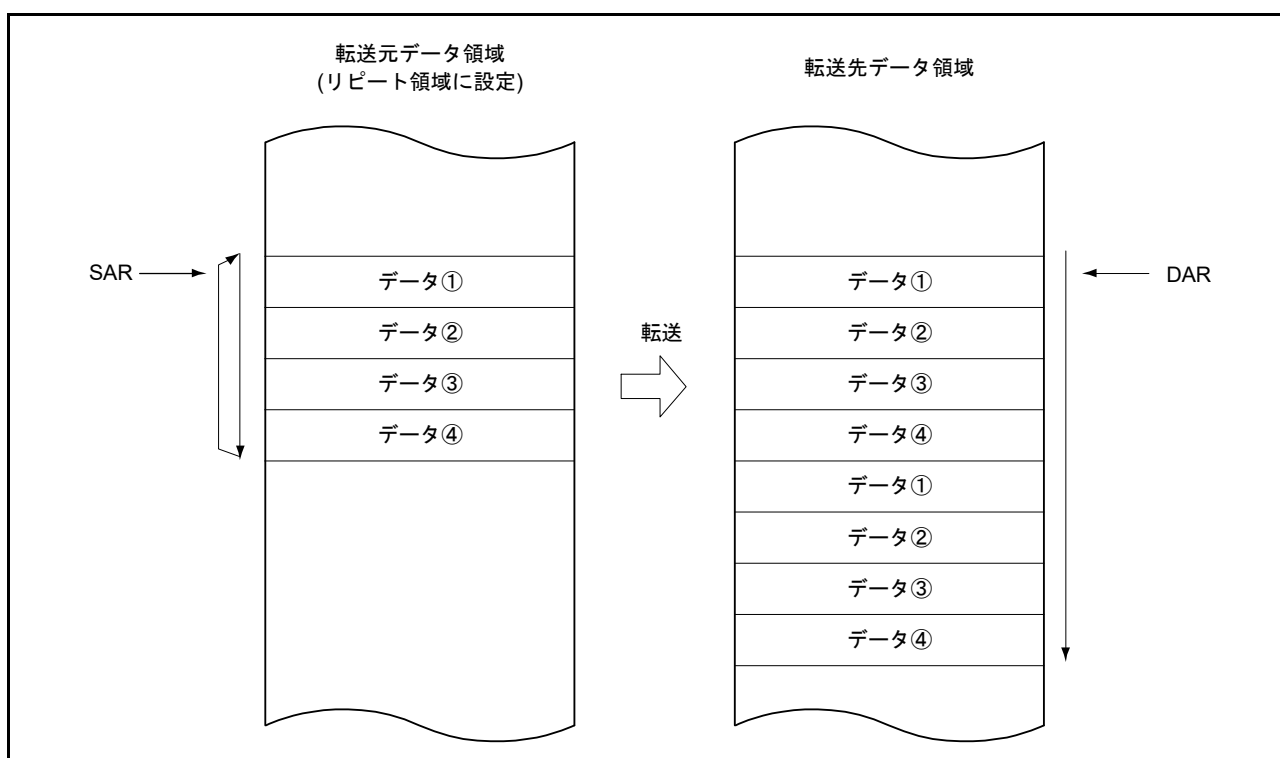 転送元データ領域
(リピート領域に設定)
転送先データ領域
SAR
データ①
データ②
データ③
データ④
転送
データ①
データ②
データ③
データ④
データ①
データ②
データ③
データ④
DAR